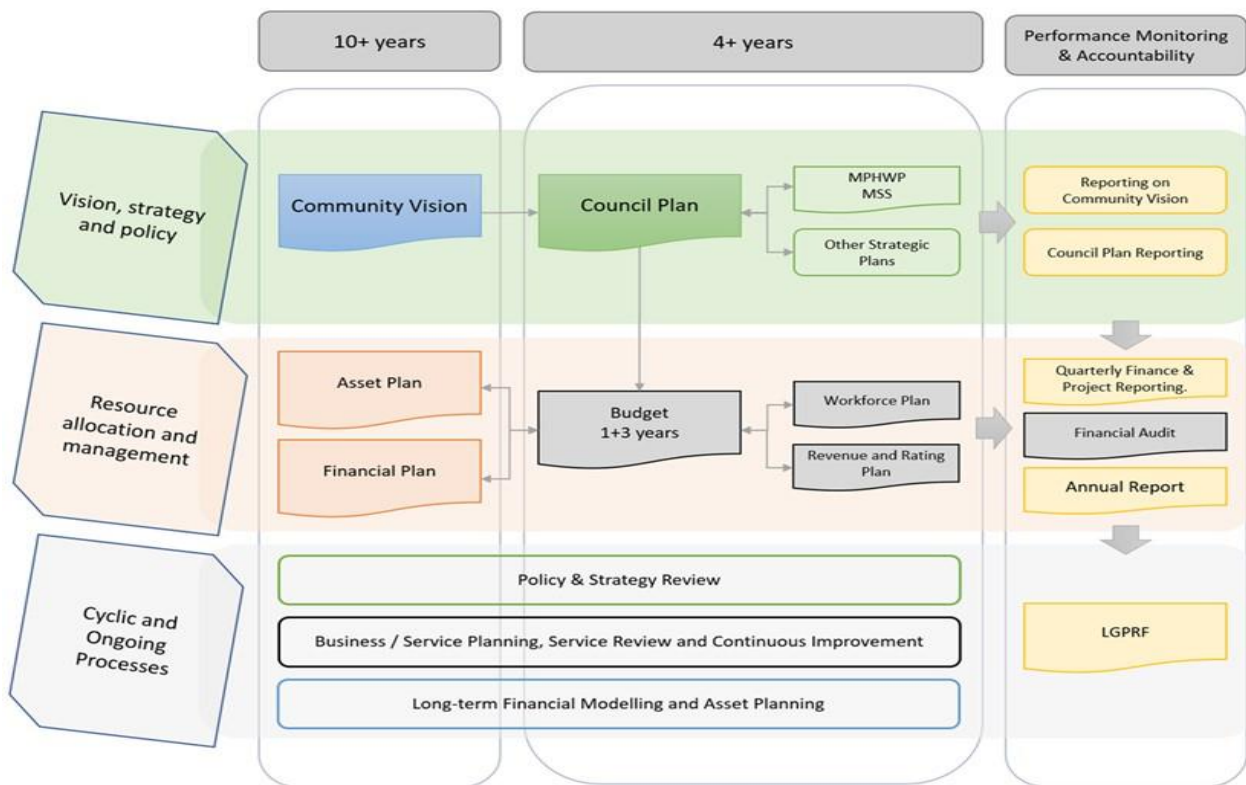 10+ years
4+ years
Performance Monitoring
& Accountability
Vision, strategy
and policy
Community Vision
Council Plan
MPHWP
MSS
Other Strategic
Plans
Reporting on
Community Vision
Council Plan Reporting
Resource
allocation and
management
Asset Plan
Financial Plan
Budget
1+3 years
Workforce Plan
Revenue and Rating
Plan
Quarterly Finance &
Project Reporting.
Financial Audit
Annual Report
Cyclic and
Ongoing
Processes
Policy & Strategy Review
Business / Service Planning, Service Review and Continuous Improvement
Long-term Financial Modelling and Asset Planning
LGPRF